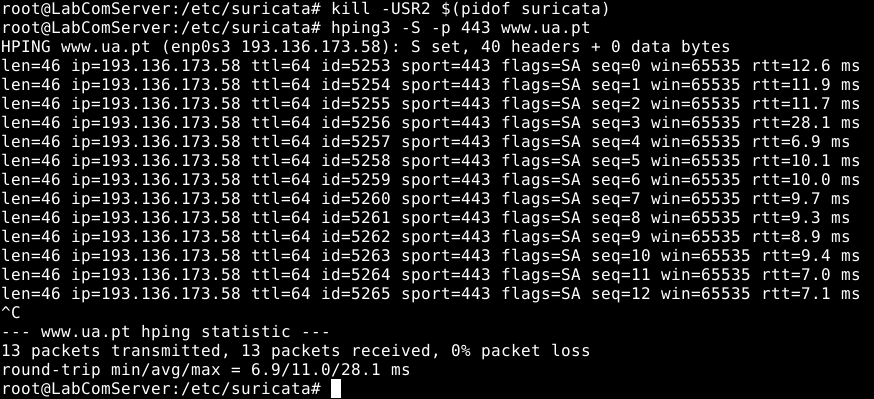 root@LabComServer:/etc/suricata# kill -USR2 $(pidof suricata)
root@LabComServer:/etc/suricata# hping3 -S -p 443 www.ua.pt
HPING www.ua.pt (enp0s3 193.136.173.58): S set, 40 headers + 0 data bytes
len=46 ip=193.136.173.58 ttl=64 id=5253 sport=443 flags=SA seq=0 win=65535 rtt=12.6 ms
len=46 ip=193.136.173.58 ttl=64 id=5254 sport=443 flags=SA seq=1 win=65535 rtt=11.9 ms
len=46 ip=193.136.173.58 ttl=64 id=5255 sport=443 flags=SA seq=2 win=65535 rtt=11.7 ms
len=46 ip=193.136.173.58 ttl=64 id=5256 sport=443 flags=SA seq=3 win=65535 rtt=28.1 ms
len=46 ip=193.136.173.58 ttl=64 id=5257 sport=443 flags=SA seq=4 win=65535 rtt=6.9 ms
len=46 ip=193.136.173.58 ttl=64 id=5258 sport=443 flags=SA seq=5 win=65535 rtt=10.1 ms
len=46 ip=193.136.173.58 ttl=64 id=5259 sport=443 flags=SA seq=6 win=65535 rtt=10.0 ms
len=46 ip=193.136.173.58 ttl=64 id=5260 sport=443 flags=SA seq=7 win=65535 rtt=9.7 ms
len=46 ip=193.136.173.58 ttl=64 id=5261 sport=443 flags=SA seq=8 win=65535 rtt=9.3 ms
len=46 ip=193.136.173.58 ttl=64 id=5262 sport=443 flags=SA seq=9 win=65535 rtt=8.9 ms
len=46 ip=193.136.173.58 ttl=64 id=5263 sport=443 flags=SA seq=10 win=65535 rtt=9.4 ms
len=46 ip=193.136.173.58 ttl=64 id=5264 sport=443 flags=SA seq=11 win=65535 rtt=7.0 ms
len=46 ip=193.136.173.58 ttl=64 id=5265 sport=443 flags=SA seq=12 win=65535 rtt=7.1 ms
^C
--- www.ua.pt hping statistic ---
13 packets transmitted, 13 packets received, 0% packet loss
round-trip min/avg/max = 6.9/11.0/28.1 ms
root@LabComServer:/etc/suricata#